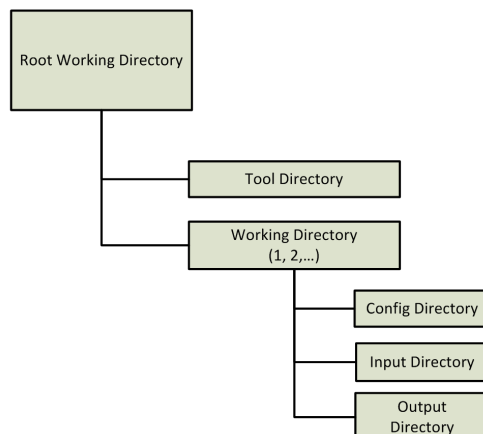 Root Working Directory
Tool Directory
Working Directory
(1, 2,...)
Config Directory
Input Directory
Output
Directory